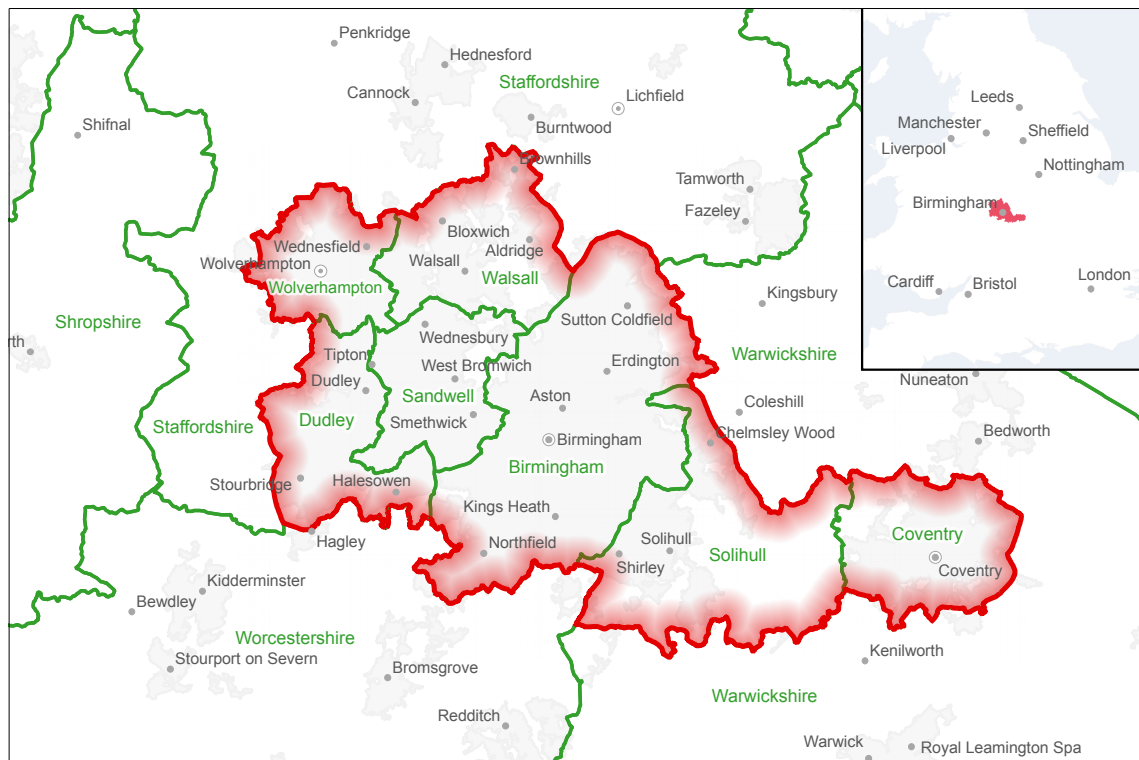 Penkridge
Hednesford
Staffordshire
Cannock
Lichfield
Burntwood
Shifnal
Brownhills
Tamworth
Fazeley
Bloxwich
Wednesfield
Aldridge
Wolverhampton
Walsall
Walsall
Wolverhampton
Kingsbury
Shropshire
Sutton Coldfield
Wednesbury
rth
Tipton
Warwickshire
West Bromwich
Erdington
Dudley
Nuneaton
Sandwell
Aston
Coleshill
Dudley
Smethwick
Staffordshire
Chelmsley Wood
Bedworth
Birmingham
Birmingham
Stourbridge
Halesowen
Kings Heath
Coventry
Hagley
Northfield
Solihull
Solihull
Shirley
Coventry
Kidderminster
Bewdley
Worcestershire
Kenilworth
Stourport on Severn
Bromsgrove
Warwickshire
Redditch
Warwick
Royal Leamington Spa
Leeds
Manchester
Sheffield
Liverpool
Nottingham
Birmingham
Cardiff
Bristol
London